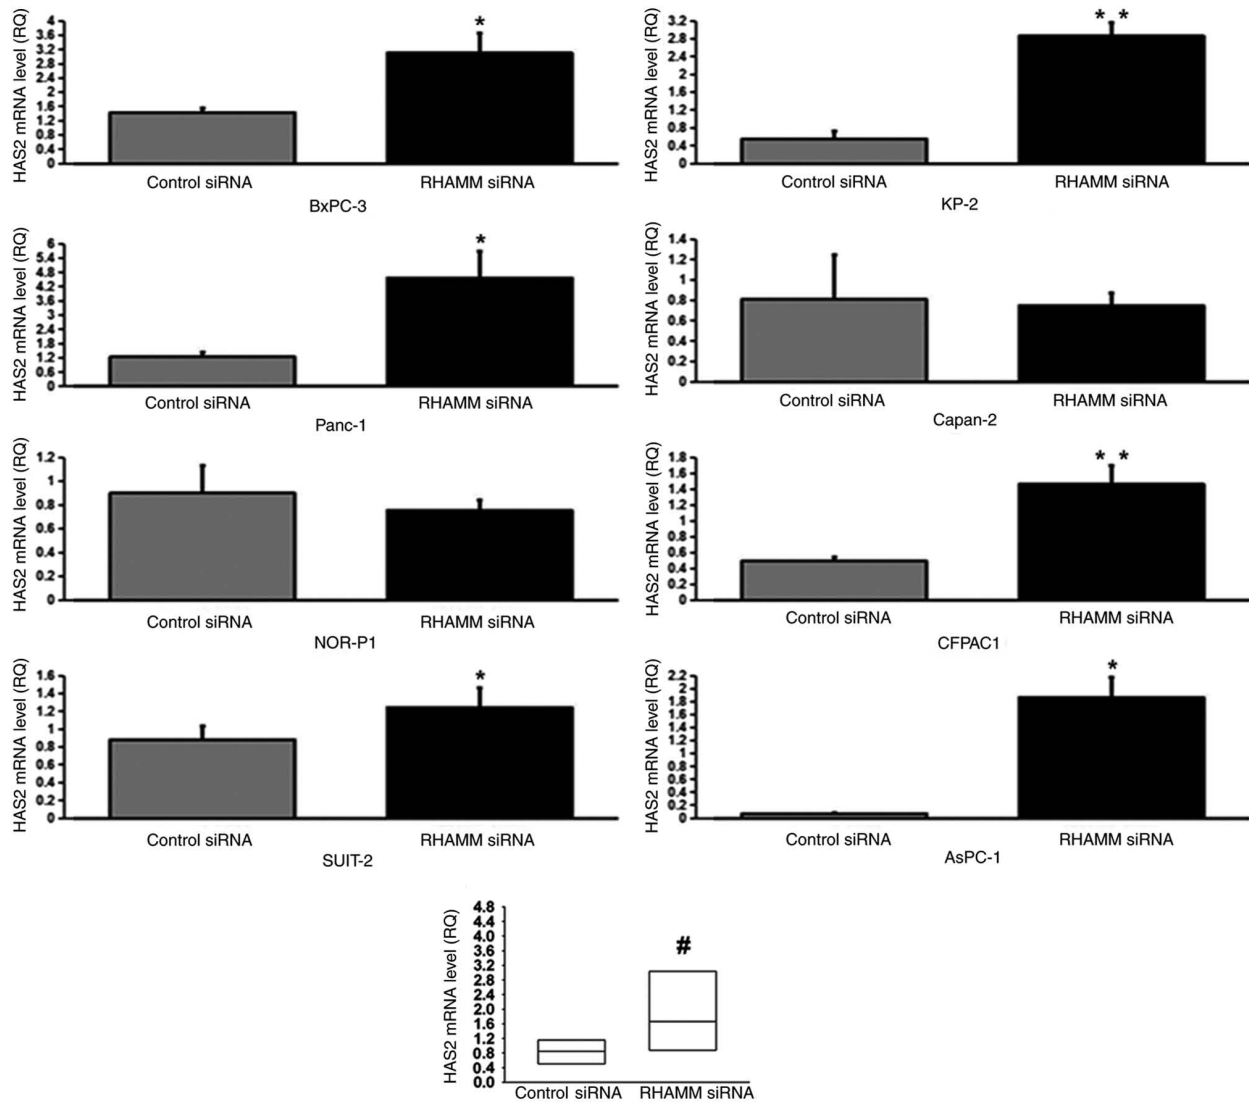 HAS2 mRNA level (RQ)
4
3.6
3.2
2.8
2.4
2
1.6
1.2
0.8
0.4
0
*
Control siRNA
RHAMM siRNA
BxPC-3
HAS2 mRNA level (RQ)
3.2
2.8
2.4
2
1.6
1.2
0.8
0.4
0
* *
Control siRNA
RHAMM siRNA
KP-2
HAS2 mRNA level (RQ)
6
5.4
4.8
4.2
3.6
3
2.4
1.8
1.2
0.6
0
*
Control siRNA
RHAMM siRNA
Panc-1
HAS2 mRNA level (RQ)
1.4
1.2
1
0.8
0.6
0.4
0.2
0
Control siRNA
RHAMM siRNA
Capan-2
HAS2 mRNA level (RQ)
1.2
1
0.8
0.6
0.4
0.2
0
Control siRNA
RHAMM siRNA
NOR-P1
HAS2 mRNA level (RQ)
1.8
1.6
1.4
1.2
1
0.8
0.6
0.4
0.2
0
* *
Control siRNA
RHAMM siRNA
CFPAC1
HAS2 mRNA level (RQ)
1.6
1.4
1.2
1
0.8
0.6
0.4
0.2
0
*
Control siRNA
RHAMM siRNA
SUIT-2
HAS2 mRNA level (RQ)
2.2
2
1.8
1.6
1.4
1.2
1
0.8
0.6
0.4
0.2
0
*
Control siRNA
RHAMM siRNA
AsPC-1
HAS2 mRNA level (RQ)
4.8
4.4
4.0
3.6
3.2
2.8
2.4
2.0
1.6
1.2
0.8
0.4
0.0
#
Control siRNA
RHAMM siRNA